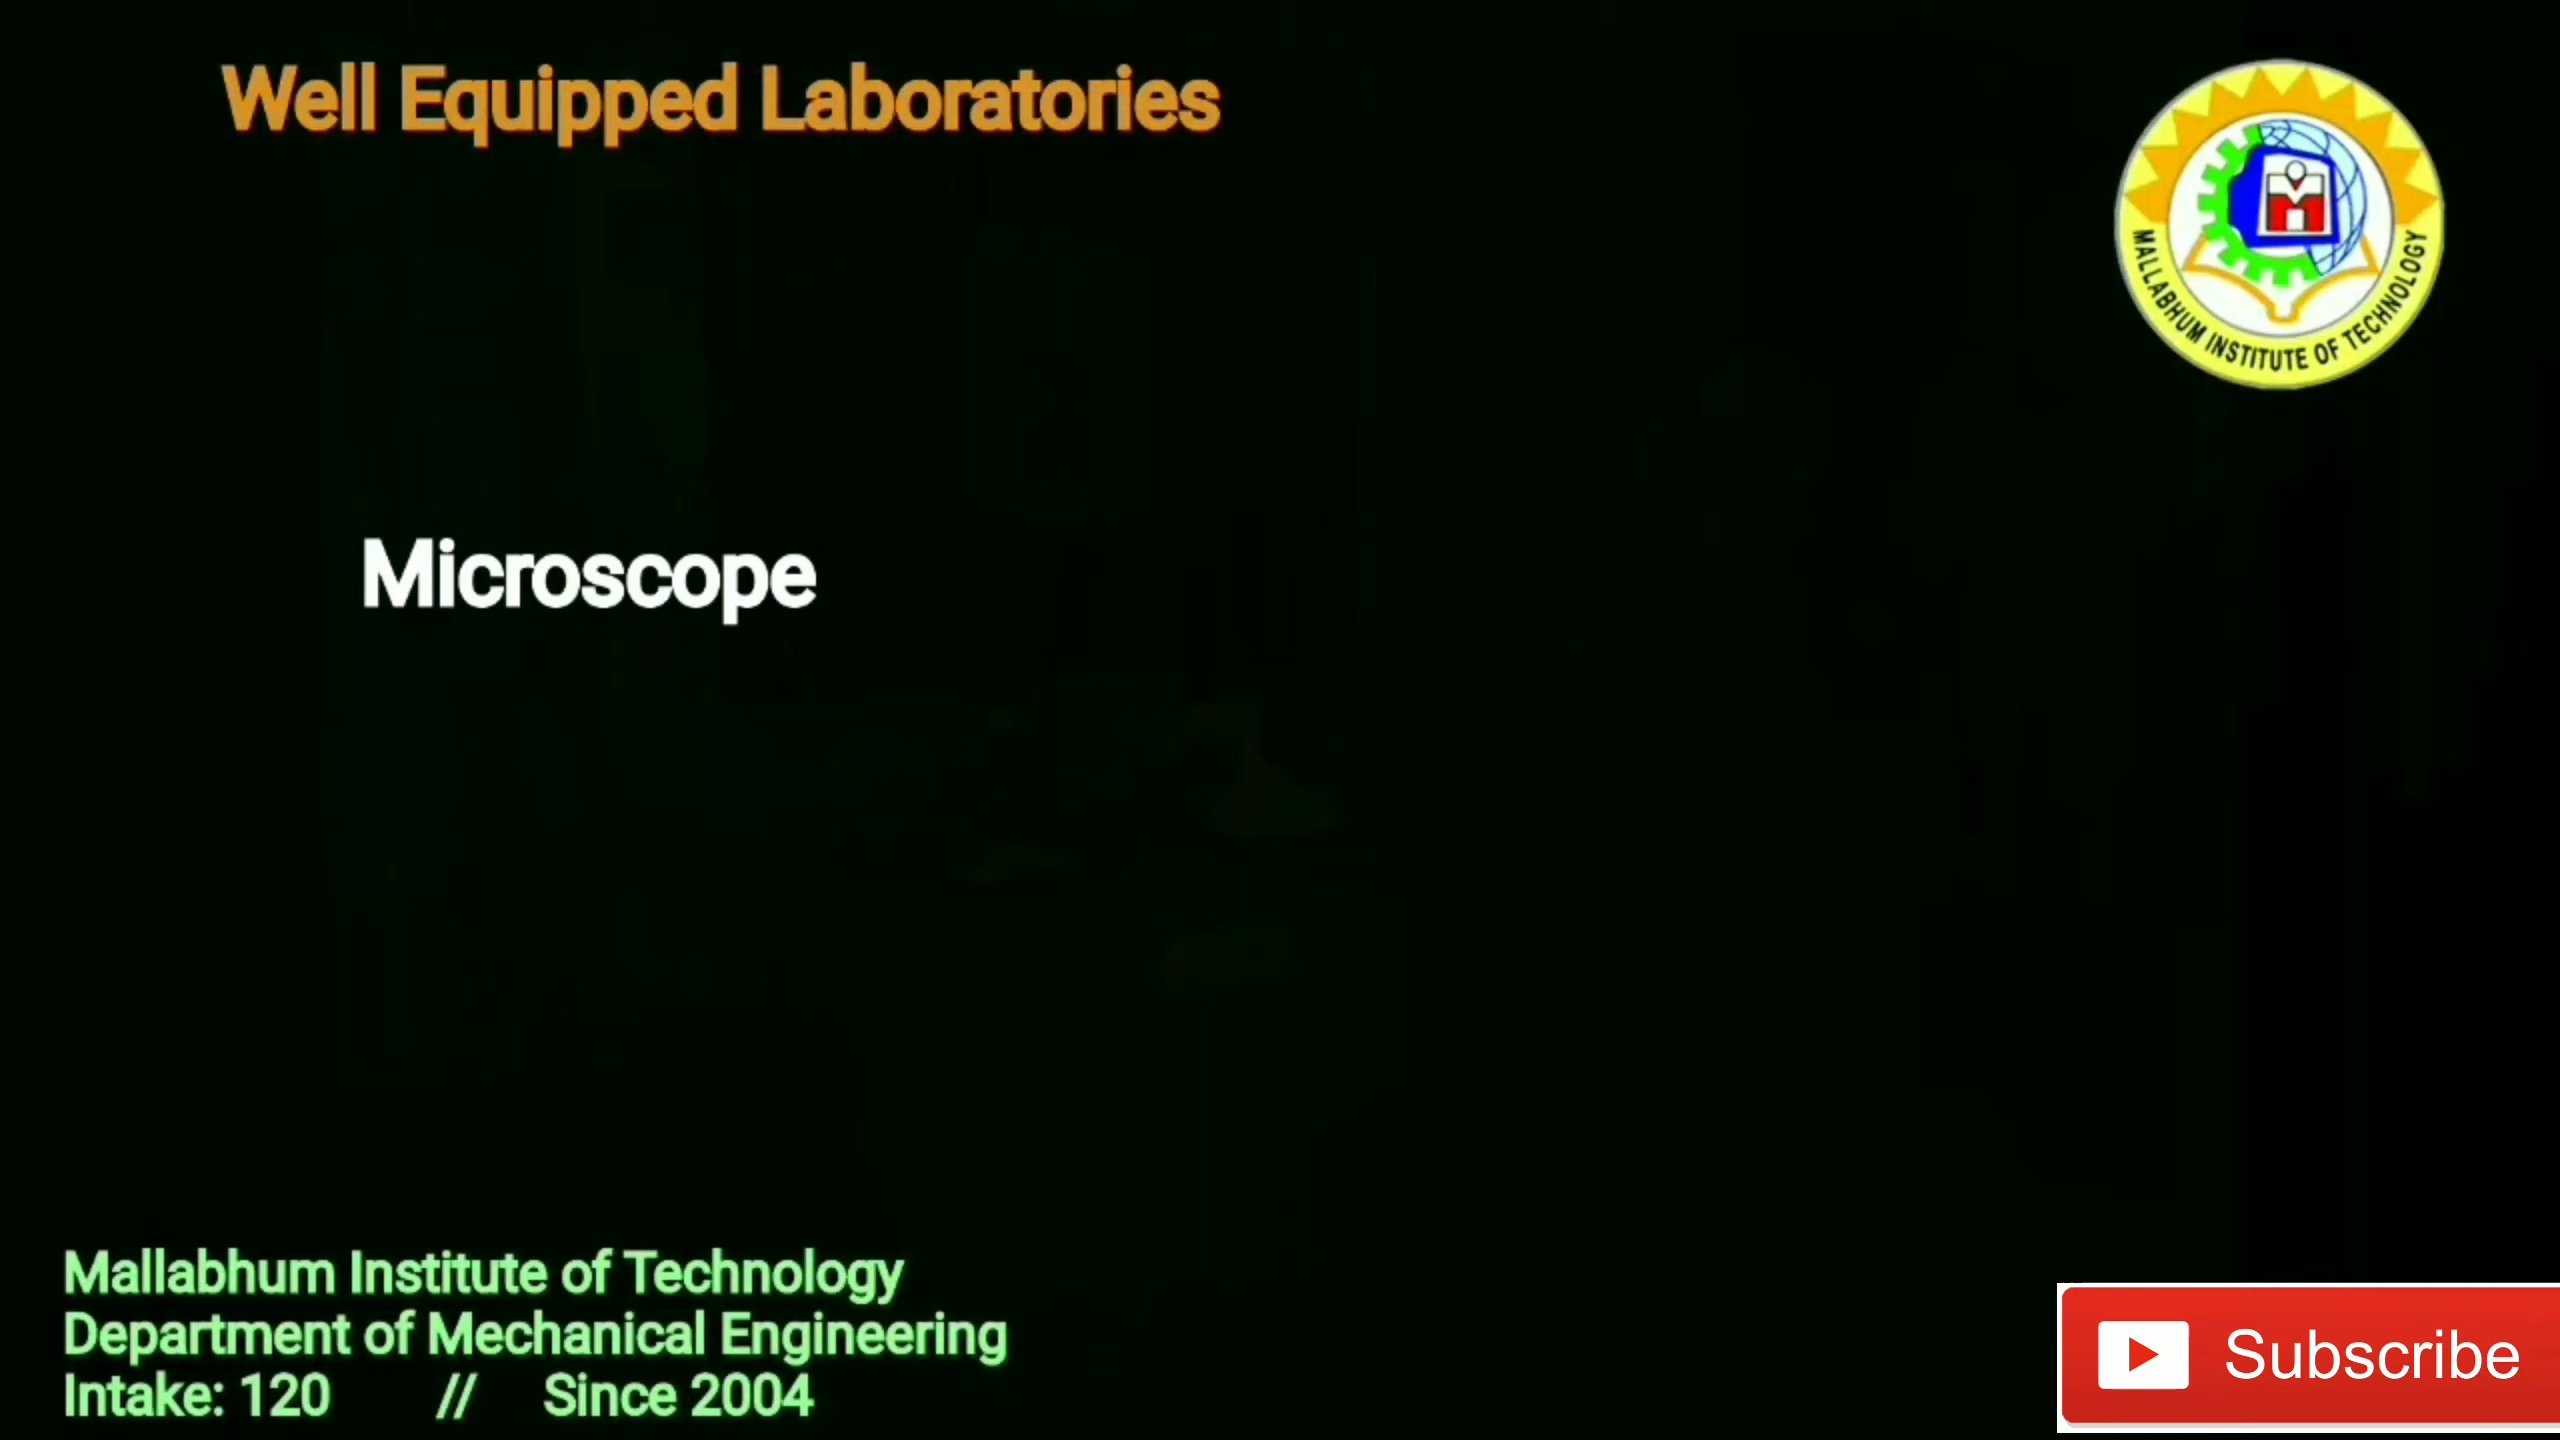 Well Equipped Laboratories
MALLABHUM INSTITUTE OF TECHNOLOGY
Microscope
Mallabhum Institute of Technology
Department of Mechanical Engineering
Intake: 120 // Since 2004
Subscribe